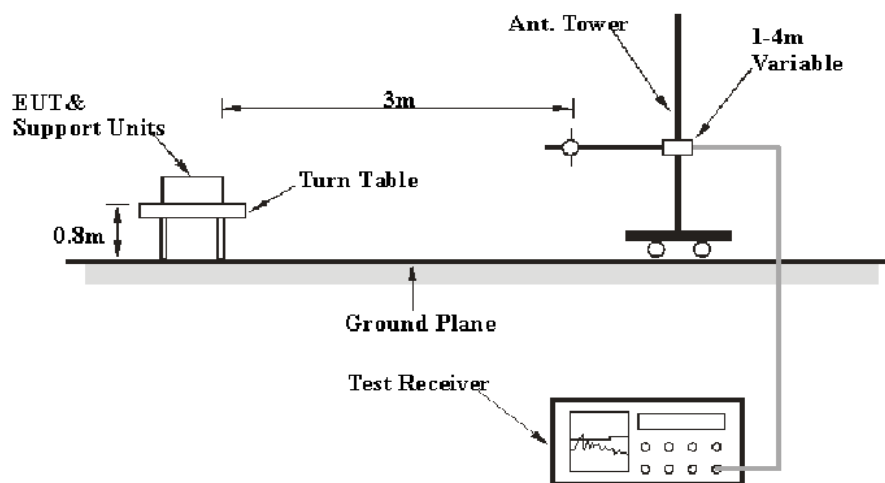 Ant. Tower
1-4m
Variable
3m
EUT&
Support Units
Turn Table
0.8m
Ground Plane
Test Receiver